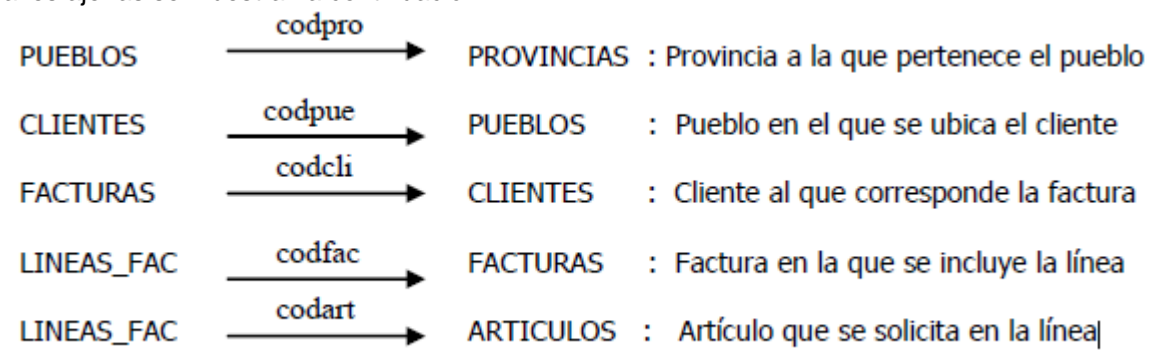 codpro
PUEBLOS PROVINCIAS : Provincia a la que pertenece el pueblo
codpue
CLIENTES PUEBLOS : Pueblo en el que se ubica el cliente
codcli
FACTURAS CLIENTES : Cliente al que corresponde la factura
codfac
LINEAS_FAC FACTURAS : Factura en la que se incluye la línea
codart
LINEAS_FAC ARTICULOS : Artículo que se solicita en la línea